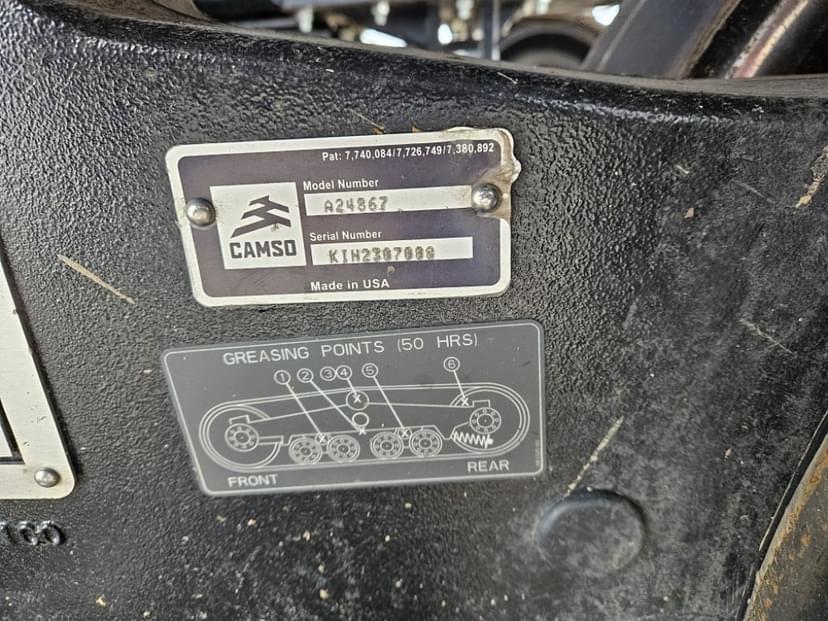 Pat: 7,740,084/7,726,749/7,380,892
Model Number
A24867
CAMSO
Serial Number
KIH2307008
Made in USA
GREASING POINTS (50 HRS)
1 2 3 4 5 6
FRONT REAR